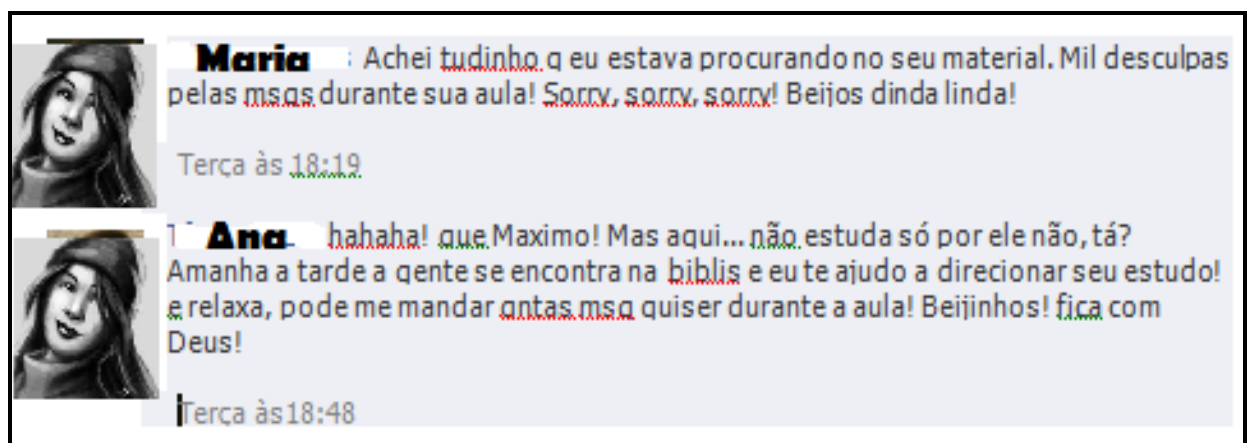 Maria : Achei tudinho q eu estava procurando no seu material. Mil desculpas
pelas msgs durante sua aula! Sorry, sorry, sorry! Beijos dinda linda!
Terça às 18:19
Ana hahaha! que Maximo! Mas aqui... não estuda só por ele não, tá?
Amanha a tarde a gente se encontra na biblis e eu te ajudo a direcionar seu estudo!
e relaxa, pode me mandar qntas msg quiser durante a aula! Beijinhos! fica com
Deus!
Terça às 18:48